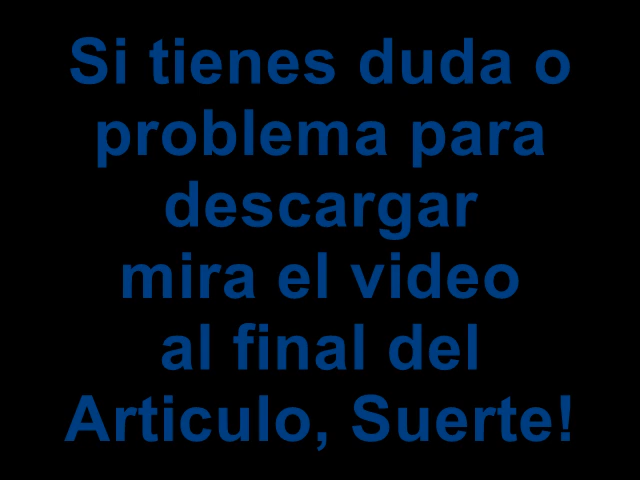 Si tienes duda o
problema para
descargar
mira el video
al final del
Articulo, Suerte!